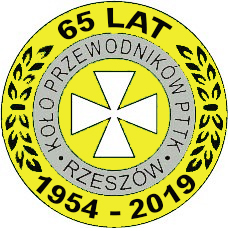 65 LAT
KOŁO PRZEWODNIKÓW PTTK
• RZESZÓW •
1954 - 2019